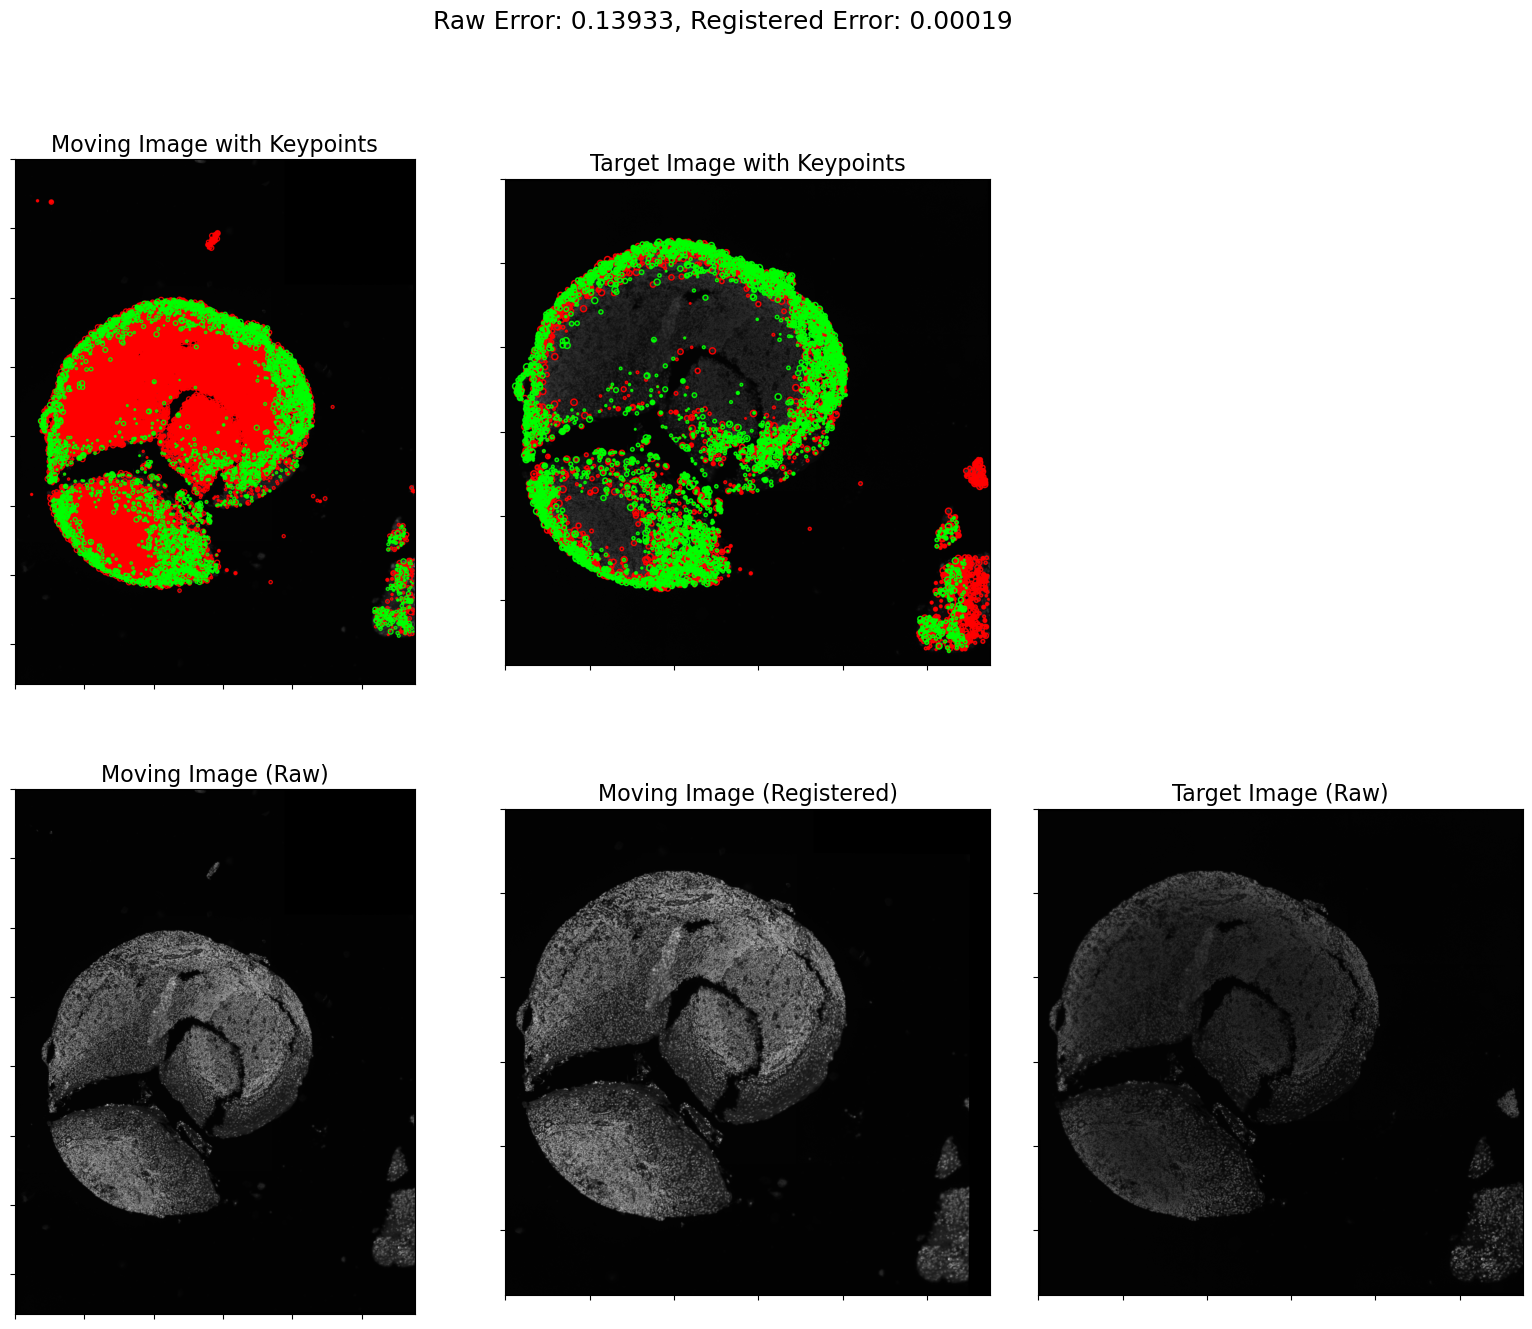 Raw Error: 0.13933, Registered Error: 0.00019
Moving Image with Keypoints
Target Image with Keypoints
Moving Image (Raw)
Moving Image (Registered)
Target Image (Raw)